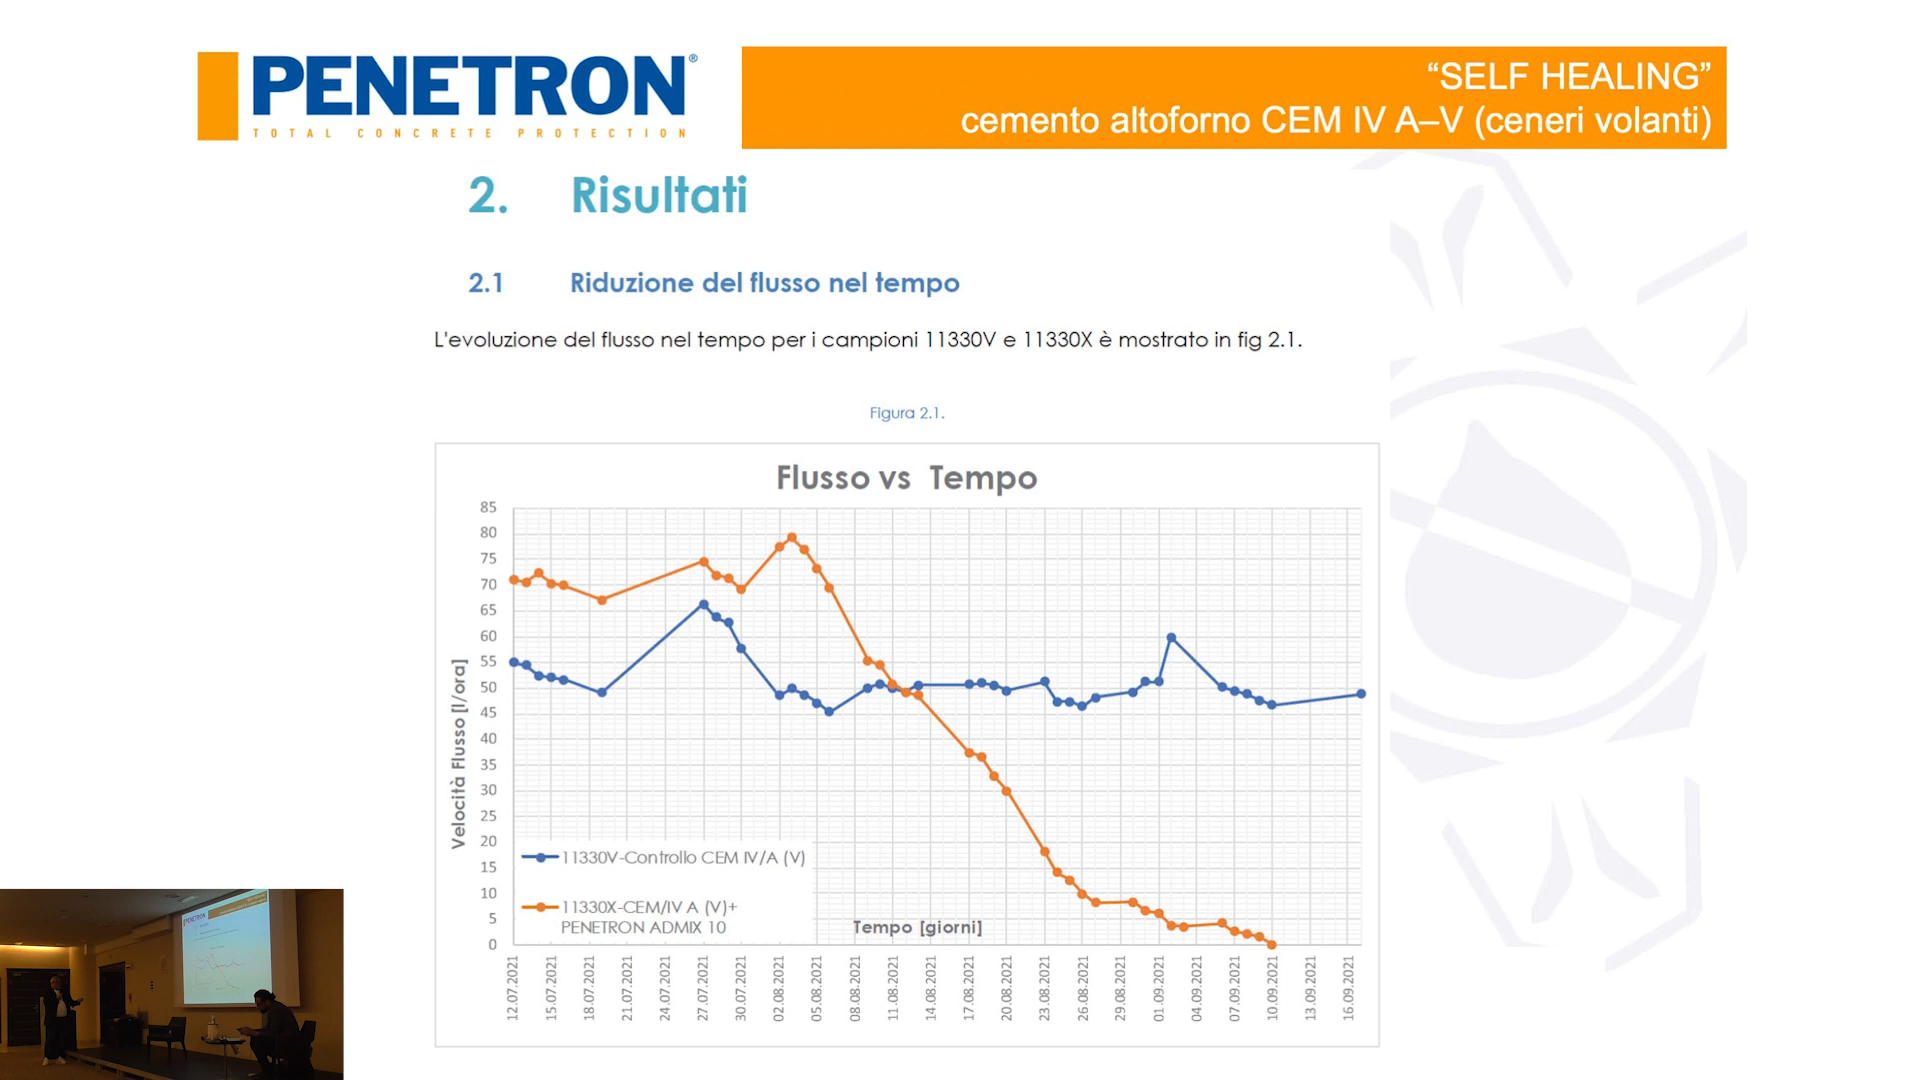 PENETRON®
TOTAL CONCRETE PROTECTION
“SELF HEALING”
cemento altoforno CEM IV A–V (ceneri volanti)
2. Risultati
2.1 Riduzione del flusso nel tempo
L'evoluzione del flusso nel tempo per i campioni 11330V e 11330X è mostrato in fig 2.1.
Figura 2.1.
Flusso vs Tempo
85
80
75
70
65
60
55
50
45
40
35
30
25
20
15
10
5
0
Velocità Flusso [l/ora]
11330V-Controllo CEM IV/A (V)
11330X-CEM/IV A (V)+
PENETRON ADMIX 10
Tempo [giorni]
12.07.2021
15.07.2021
18.07.2021
21.07.2021
24.07.2021
27.07.2021
30.07.2021
02.08.2021
05.08.2021
08.08.2021
11.08.2021
14.08.2021
17.08.2021
20.08.2021
23.08.2021
26.08.2021
29.08.2021
01.09.2021
04.09.2021
07.09.2021
10.09.2021
13.09.2021
16.09.2021
PENETRON